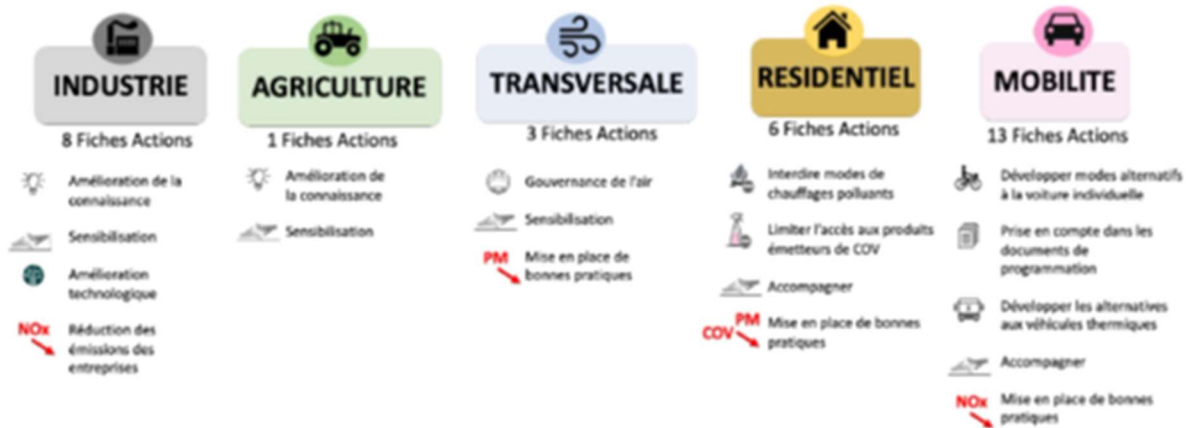 INDUSTRIE
8 Fiches Actions
Amélioration de la
connaissance
Sensibilisation
Amélioration
technologique
NOx
Réduction des
émissions des
entreprises
AGRICULTURE
1 Fiches Actions
Amélioration de
la connaissance
Sensibilisation
TRANSVERSALE
3 Fiches Actions
Gouvernance de l'air
Sensibilisation
PM
Mise en place de
bonnes pratiques
RESIDENTIEL
6 Fiches Actions
Interdire modes de
chauffages polluants
Limiter l'accès aux produits
émetteurs de COV
Accompagner
PM
COV
Mise en place de bonnes
pratiques
MOBILITE
13 Fiches Actions
Développer modes alternatifs
à la voiture individuelle
Prise en compte dans les
documents de
programmation
Développer les alternatives
aux véhicules thermiques
Accompagner
NOx
Mise en place de bonnes
pratiques